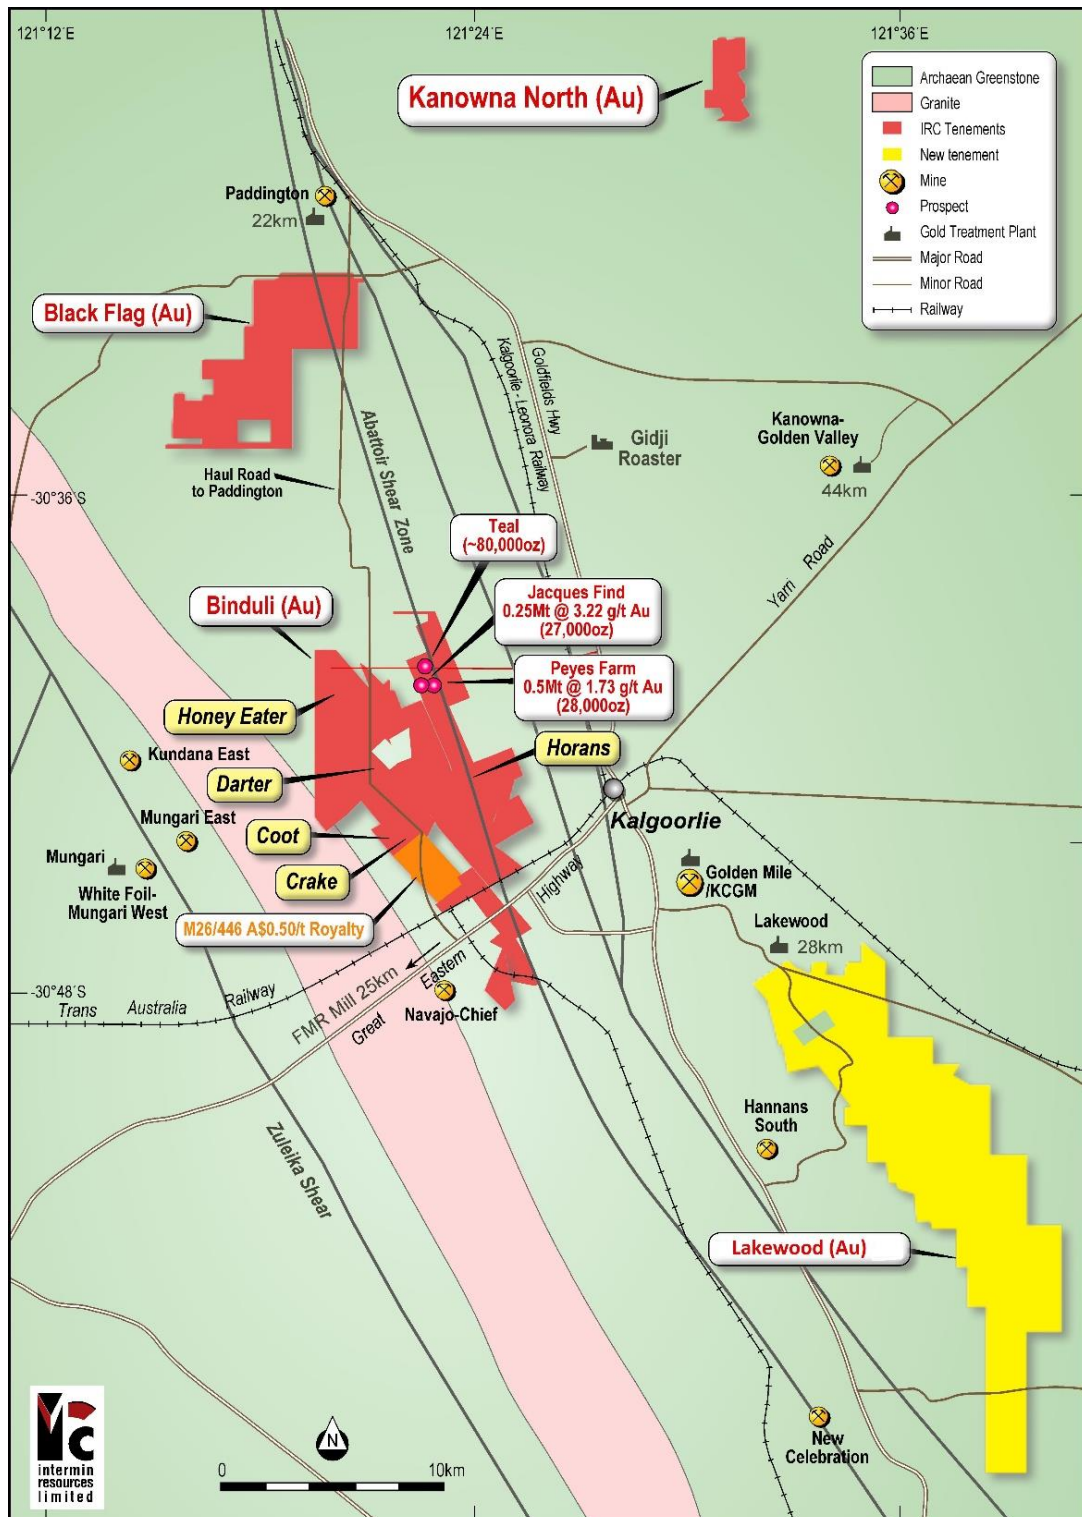 121°12'E
121°24'E
121°36'E
Kanowna North (Au)
Archaean Greenstone
Granite
IRC Tenements
New tenement
Mine
Prospect
Gold Treatment Plant
Major Road
Minor Road
Railway
Paddington
22km
Black Flag (Au)
Goldfields Hwy
Kalgoorlie - Leonora Railway
Abattoir Shear Zone
Gidji
Roaster
Kanowna-
Golden Valley
44km
Haul Road
to Paddington
-30°36'S
Teal
(~80,000oz)
Yarri Road
Jacques Find
0.25Mt @ 3.22 g/t Au
(27,000oz)
Binduli (Au)
Peyes Farm
0.5Mt @ 1.73 g/t Au
(28,000oz)
Honey Eater
Horans
Kundana East
Darter
Kalgoorlie
Mungari East
Coot
Mungari
Crake
Golden Mile
/KCGM
White Foil-
Mungari West
Lakewood
28km
M26/446 A$0.50/t Royalty
Great Eastern Highway
FMR Mill 25km
-30°48'S
Trans Australia Railway
Navajo-Chief
Hannans
South
Zuleika Shear
Lakewood (Au)
New
Celebration
N
0 10km
Irc
intermin
resources
limited